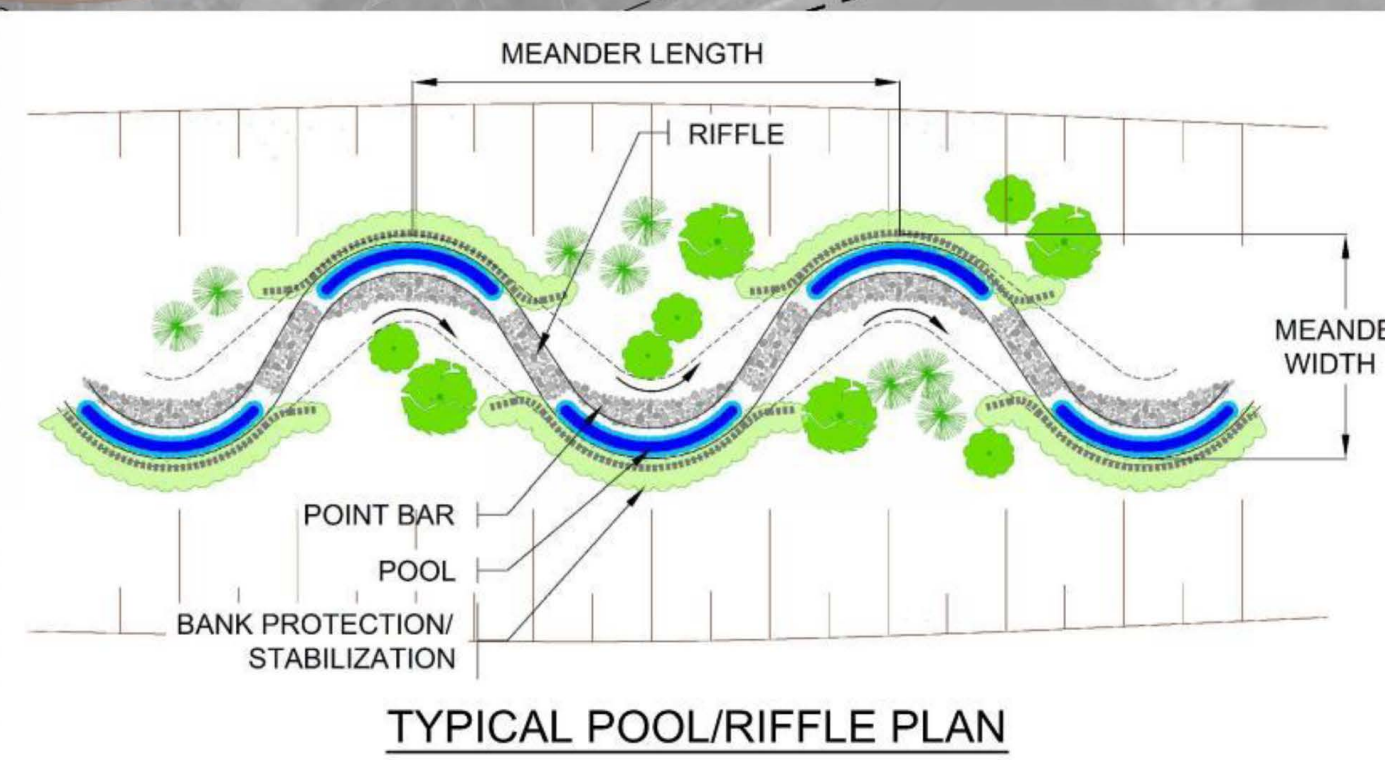 MEANDER LENGTH
RIFFLE
MEANDE
WIDTH
POINT BAR
POOL
BANK PROTECTION/
STABILIZATION
TYPICAL POOL/RIFFLE PLAN